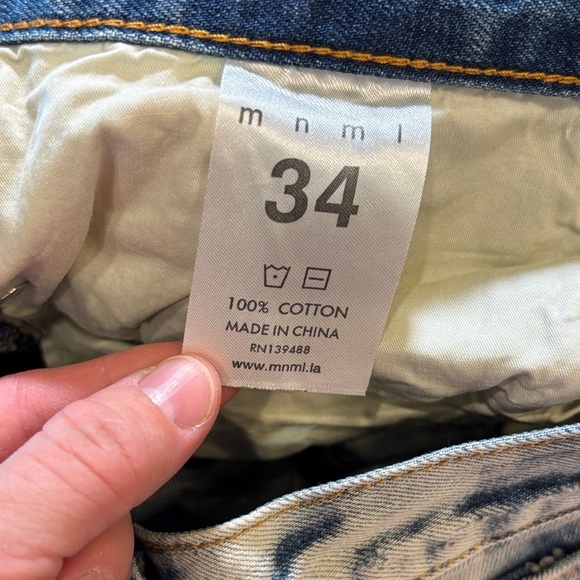 mnml
34
100% COTTON
MADE IN CHINA
RN139488
www.mnml.la